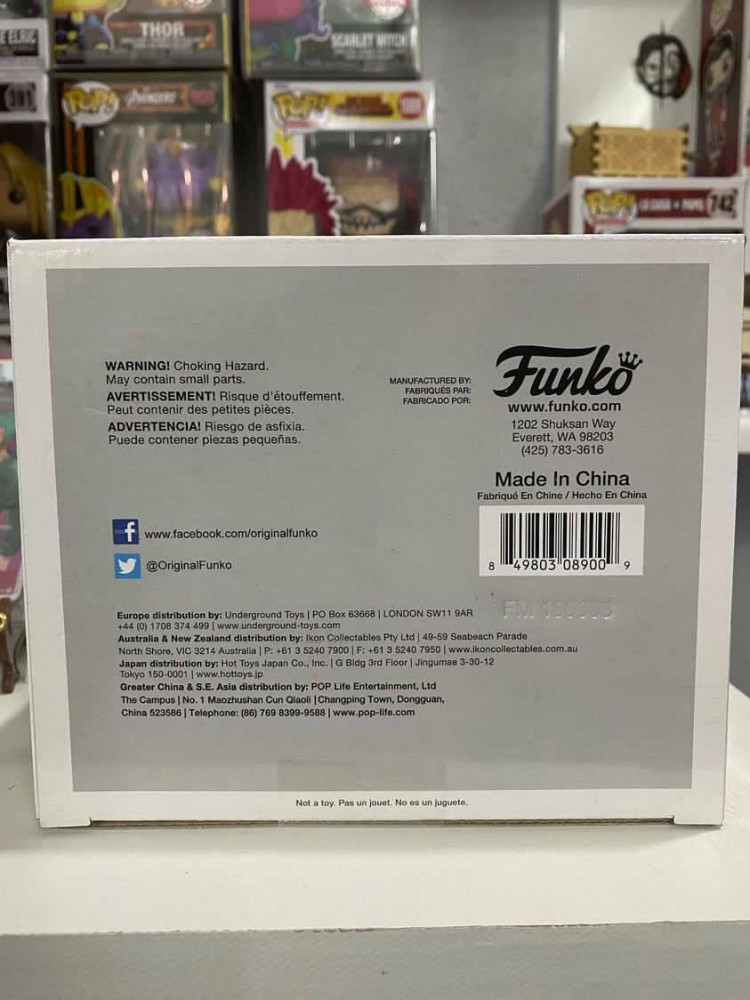 THOR
SCARLET WITCH
POP!
Avengers
POP!
POP!
LA CASA DE PAPEL
742
WARNING! Choking Hazard.
May contain small parts.
AVERTISSEMENT! Risque d'étouffement.
Peut contenir des petites pièces.
ADVERTENCIA! Riesgo de asfixia.
Puede contener piezas pequeñas.
MANUFACTURED BY:
FABRIQUÉS PAR:
FABRICADO POR:
Funko
www.funko.com
1202 Shuksan Way
Everett, WA 98203
(425) 783-3616
Made In China
Fabriqué En Chine / Hecho En China
8 49803 08900 9
f www.facebook.com/originalfunko
@OriginalFunko
Europe distribution by: Underground Toys | PO Box 63668 | LONDON SW11 9AR
+44 (0) 1708 374 499 | www.underground-toys.com
Australia & New Zealand distribution by: Ikon Collectables Pty Ltd | 49-59 Seabeach Parade
North Shore, VIC 3214 Australia | P: +61 3 5240 7900 | F: +61 3 5240 7950 | www.ikoncollectables.com.au
Japan distribution by: Hot Toys Japan Co., Inc. | G Bldg 3rd Floor | Jingumae 3-30-12
Tokyo 150-0001 | www.hottoys.jp
Greater China & S.E. Asia distribution by: POP Life Entertainment, Ltd
The Campus | No. 1 Maozhushan Cun Qiaoli | Changping Town, Dongguan,
China 523586 | Telephone: (86) 769 8399-9588 | www.pop-life.com
Not a toy. Pas un jouet. No es un juguete.